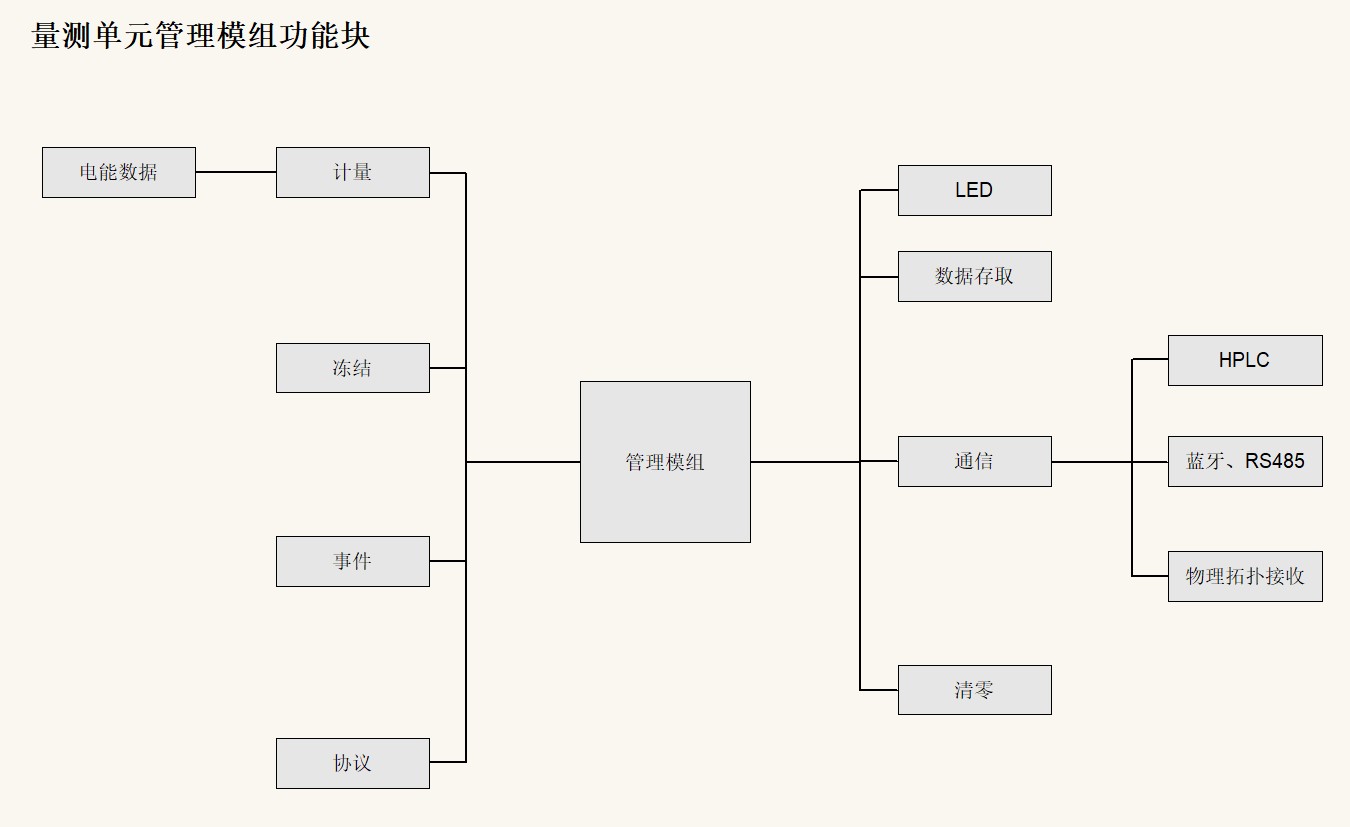 量测单元管理模组功能块
电能数据
计量
LED
数据存取
冻结
HPLC
管理模组
通信
蓝牙、RS485
事件
物理拓扑接收
清零
协议